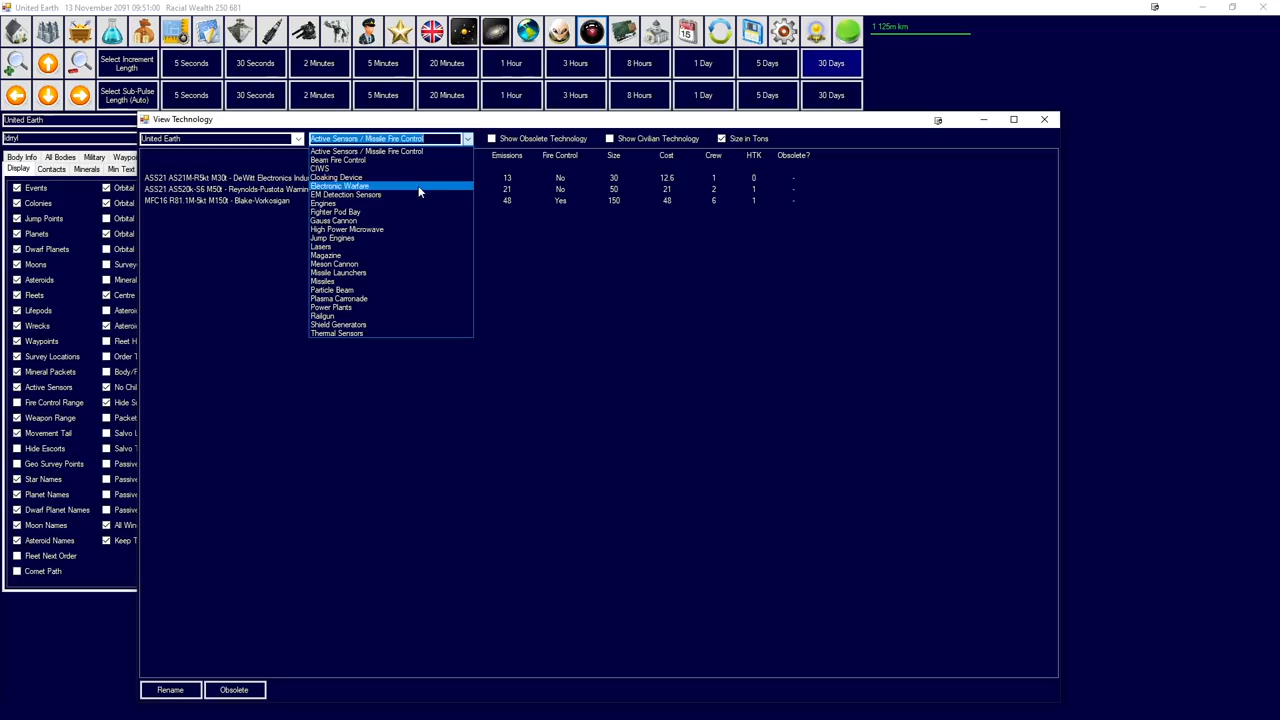 United Earth   13 November 2091 09:51:00   Racial Wealth 250 681
1 125m km
Select Increment Length
5 Seconds
30 Seconds
2 Minutes
5 Minutes
20 Minutes
1 Hour
3 Hours
8 Hours
1 Day
5 Days
30 Days
Select Sub-Pulse Length (Auto)
5 Seconds
30 Seconds
2 Minutes
5 Minutes
20 Minutes
1 Hour
3 Hours
8 Hours
1 Day
5 Days
30 Days
United Earth
Idrryl
Body Info
All Bodies
Military
Display
Contacts
Minerals
Min Text
Events
Orbital
Colonies
Orbital
Jump Points
Orbital
Planets
Orbital
Dwarf Planets
Orbital
Moons
Survey
Asteroids
Mineral
Fleets
Centre
Lifepods
Wrecks
Waypoints
Fleet H
Survey Locations
Order T
Mineral Packets
Body/F
Active Sensors
No Chil
Fire Control Range
Hide S
Weapon Range
Packet
Movement Tail
Salvo
Hide Escorts
Salvo
Geo Survey Points
Passiv
Star Names
Passiv
Planet Names
Passiv
Dwarf Planet Names
Passiv
Moon Names
All Win
Asteroid Names
Keep T
Fleet Next Order
Comet Path
View Technology
United Earth
Active Sensors / Missile Fire Control
Show Obsolete Technology
Show Civilian Technology
Size in Tons
Active Sensors / Missile Fire Control
Beam Fire Control
CIWS
Cloaking Device
Electronic Warfare
EM Detection Sensors
Engines
Fighter Pod Bay
Gauss Cannon
High Power Microwave
Jump Engines
Lasers
Magazine
Meson Cannon
Missile Launchers
Missiles
Particle Beam
Plasma Carronade
Power Plants
Railgun
Shield Generators
Thermal Sensors
Emissions   Fire Control   Size   Cost   Crew   HTK   Obsolete?
ASS21 AS21M-R5kt M30t - DeWitt Electronics Indu   13   No   30   12.6   1   0   -
ASS21 AS520k-S6 M50t - Reynolds-Pustota Warnin   21   No   50   21   2   1   -
MFC16 R81.1M-5kt M150t - Blake-Vorkosigan   48   Yes   150   48   6   1   -
Rename
Obsolete